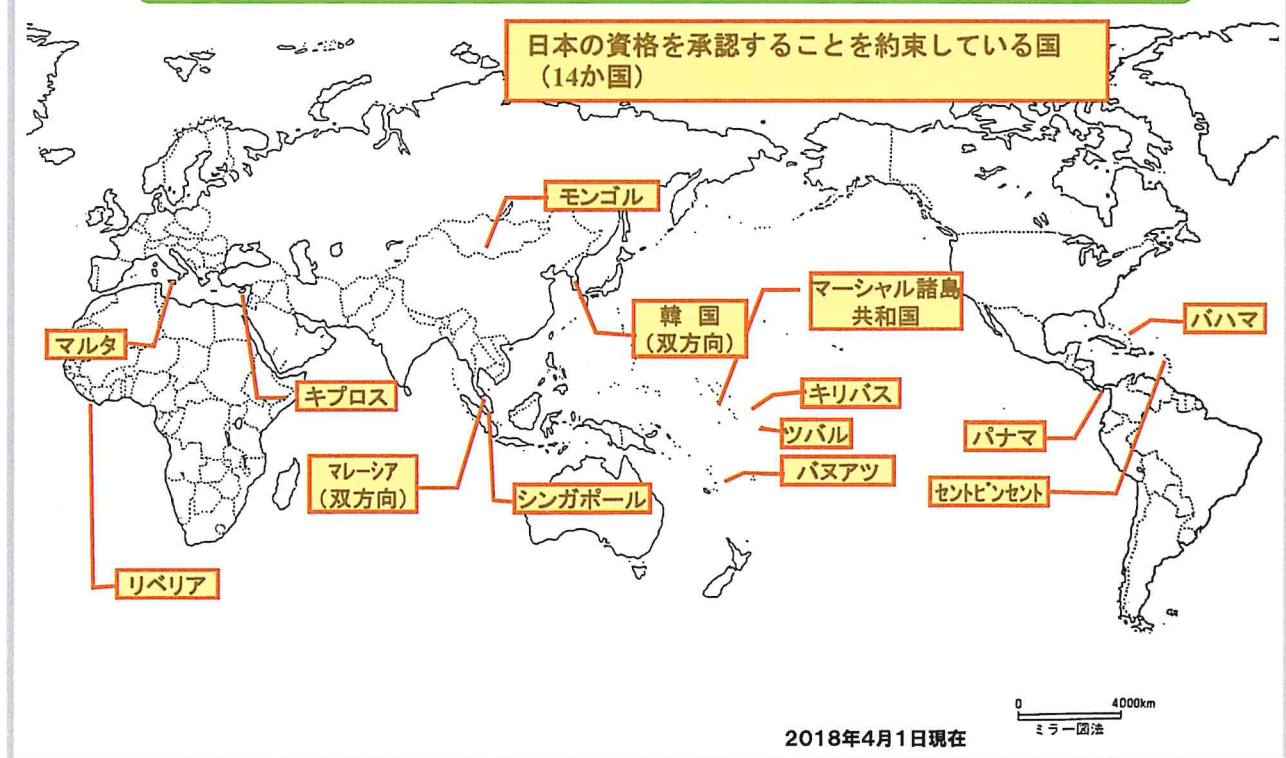 日本の資格を承認することを約束している国
（14か国）
モンゴル
マーシャル諸島
共和国
韓国
（双方向）
バハマ
マルタ
キプロス
キリバス
ツバル
パナマ
バヌアツ
マレーシア
（双方向）
シンガポール
セントビンセント
リベリア
0 4000km
ミラー図法
2018年4月1日現在